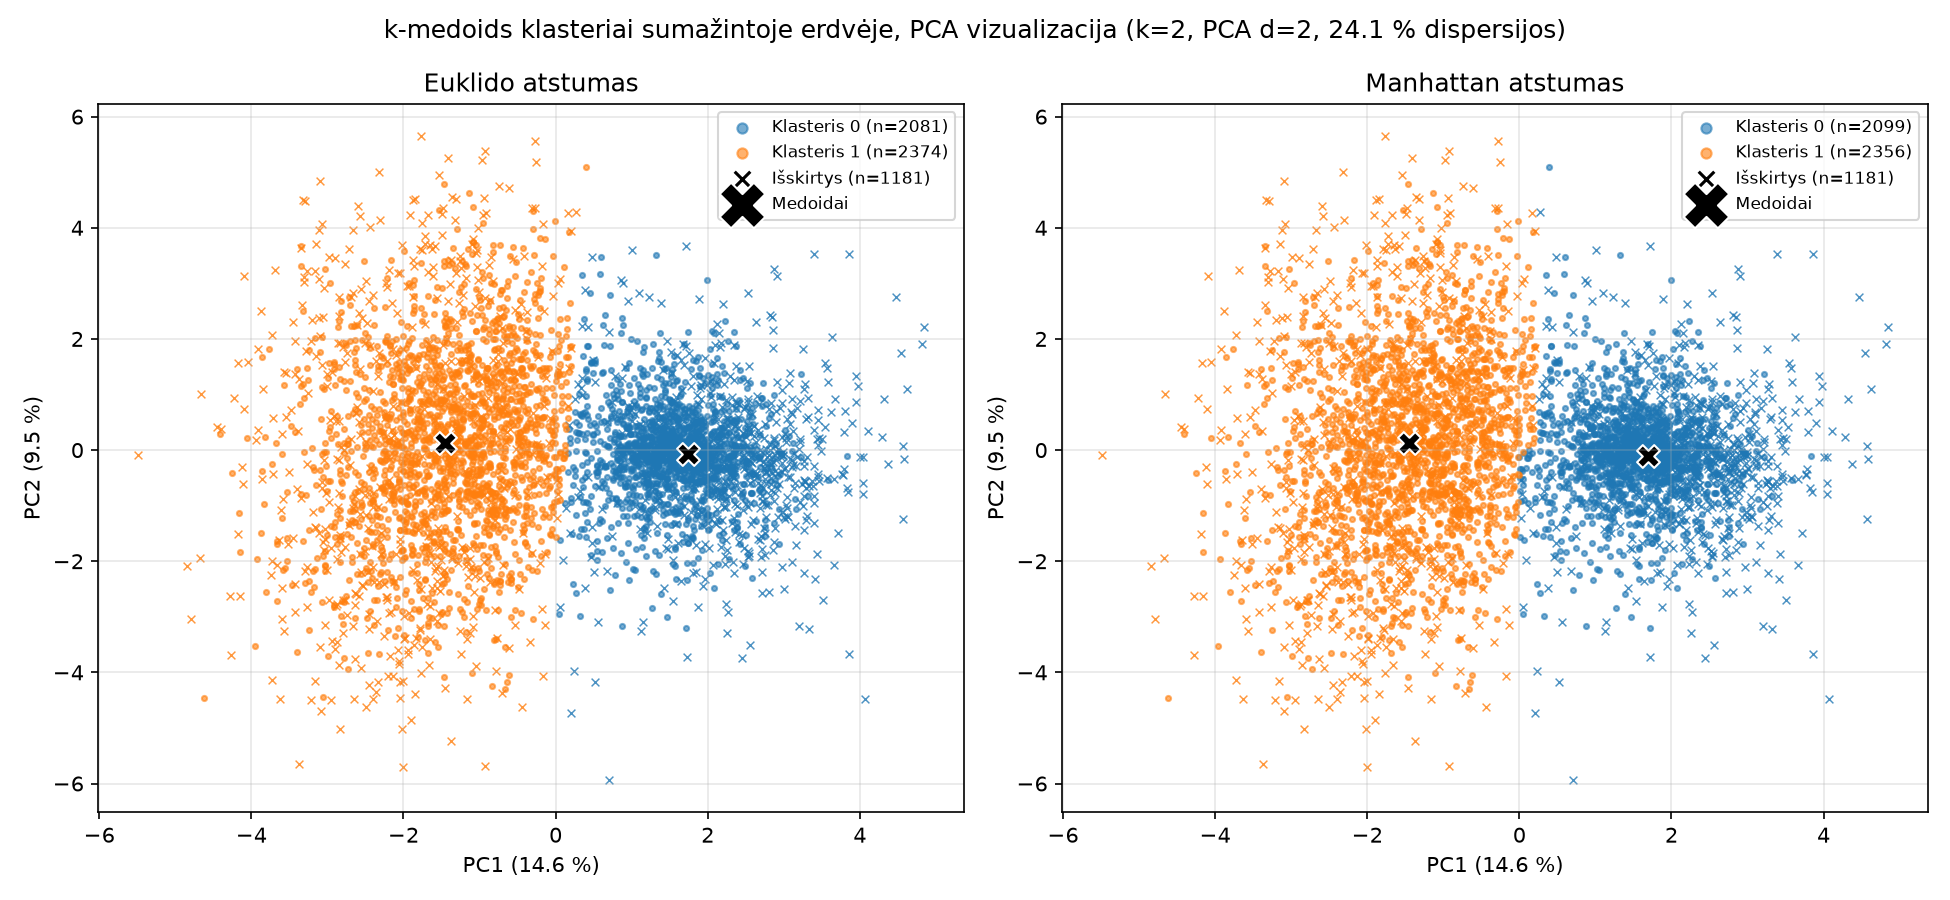 k-medoids klasteriai sumažintoje erdvėje, PCA vizualizacija (k=2, PCA d=2, 24.1 % dispersijos)
Euklido atstumas
Klasteris 0 (n=2081)
Klasteris 1 (n=2374)
Išskirtys (n=1181)
Medoidai
6
4
2
0
−2
−4
−6
PC2 (9.5 %)
−6
−4
−2
0
2
4
PC1 (14.6 %)
Manhattan atstumas
Klasteris 0 (n=2099)
Klasteris 1 (n=2356)
Išskirtys (n=1181)
Medoidai
6
4
2
0
−2
−4
−6
PC2 (9.5 %)
−6
−4
−2
0
2
4
PC1 (14.6 %)